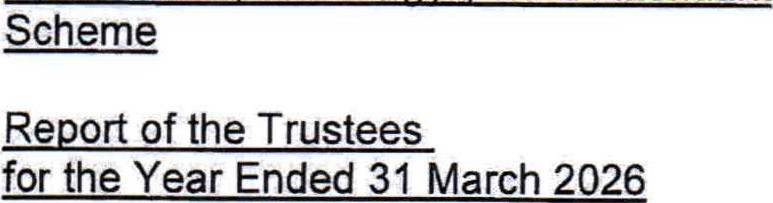 Scheme
Report of the Trustees
for the Year Ended 31 March 2026